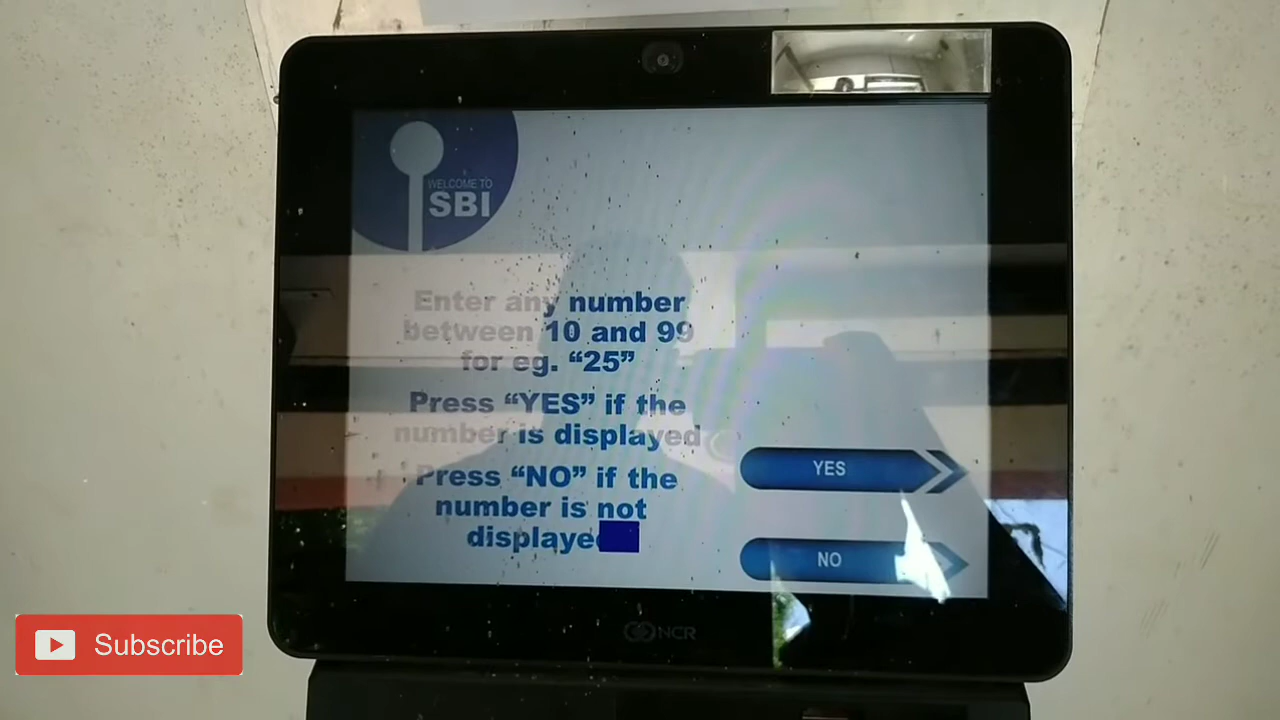 WELCOME TO
SBI
Enter any number
between 10 and 99
for eg. “25”
Press “YES” if the
number is displayed
Press “NO” if the
number is not
displayed
YES
NO
NCR
Subscribe